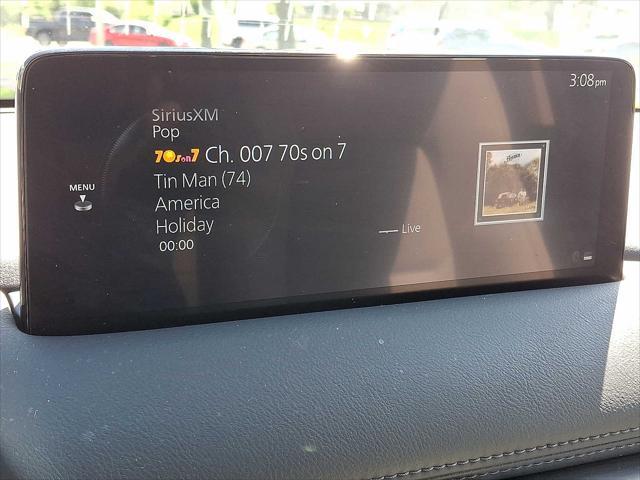 3:08pm
SiriusXM
Pop
70s on 7 Ch. 007 70s on 7
MENU
Tin Man (74)
America
Holiday
Live
00:00